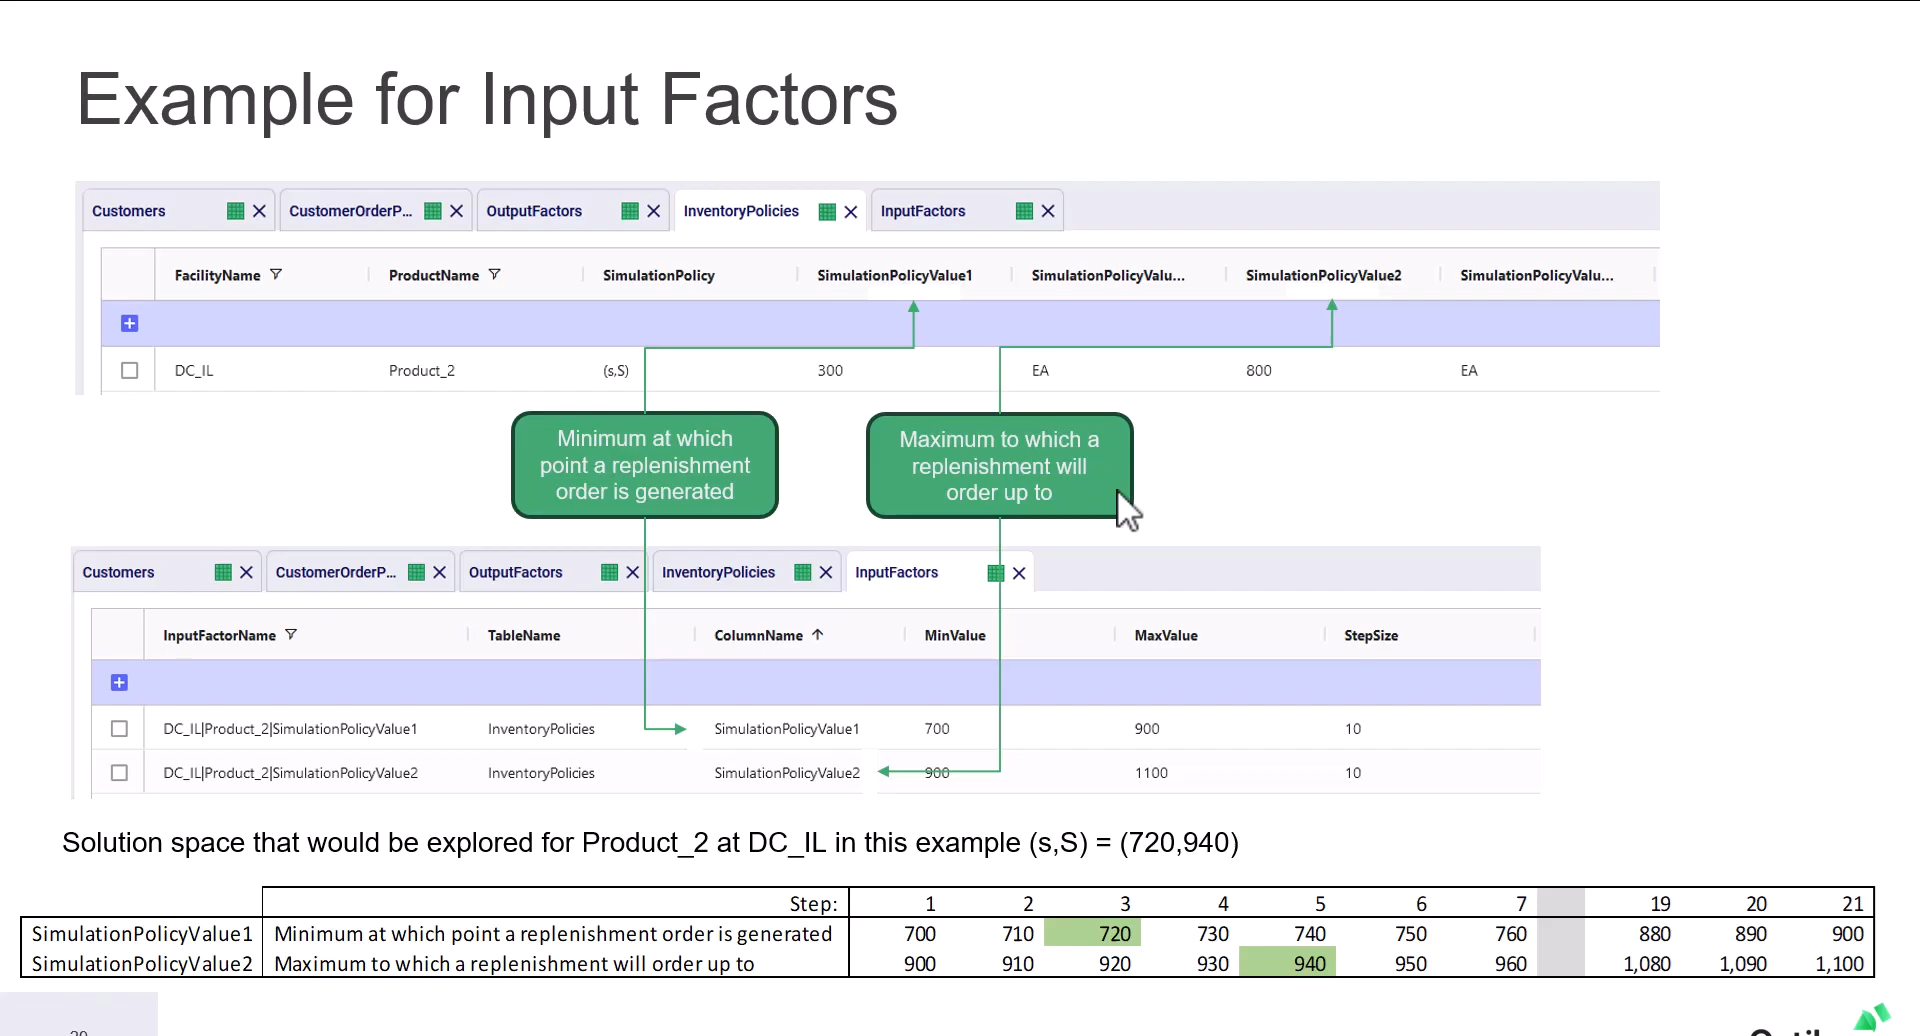 Example for Input Factors
Customers CustomerOrderP... OutputFactors InventoryPolicies InputFactors
FacilityName ProductName SimulationPolicy SimulationPolicyValue1 SimulationPolicyValu... SimulationPolicyValue2 SimulationPolicyValu...
DC_IL Product_2 (s,S) 300 EA 800 EA
Minimum at which
point a replenishment
order is generated
Maximum to which a
replenishment will
order up to
Customers CustomerOrderP... OutputFactors InventoryPolicies InputFactors
InputFactorName TableName ColumnName MinValue MaxValue StepSize
DC_IL|Product_2|SimulationPolicyValue1 InventoryPolicies SimulationPolicyValue1 700 900 10
DC_IL|Product_2|SimulationPolicyValue2 InventoryPolicies SimulationPolicyValue2 900 1100 10
Solution space that would be explored for Product_2 at DC_IL in this example (s,S) = (720,940)
Step: 1 2 3 4 5 6 7 19 20 21
SimulationPolicyValue1 Minimum at which point a replenishment order is generated 700 710 720 730 740 750 760 880 890 900
SimulationPolicyValue2 Maximum to which a replenishment will order up to 900 910 920 930 940 950 960 1,080 1,090 1,100